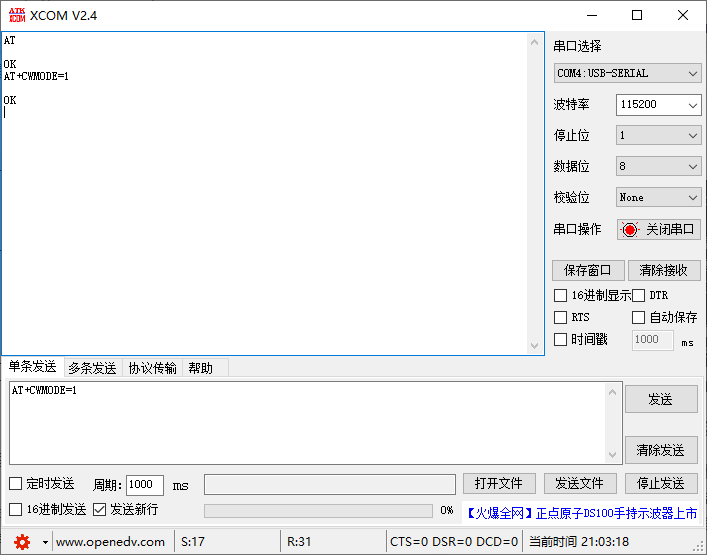 ATK
XCOM
XCOM V2.4
AT
OK
AT+CWMODE=1
OK
串口选择
COM4:USB-SERIAL
波特率 115200
停止位 1
数据位 8
校验位 None
串口操作 关闭串口
保存窗口 清除接收
16进制显示 DTR
RTS 自动保存
时间戳 1000 ms
单条发送 多条发送 协议传输 帮助
AT+CWMODE=1
发送
清除发送
定时发送 周期: 1000 ms 打开文件 发送文件 停止发送
16进制发送 发送新行 0% 【火爆全网】正点原子DS100手持示波器上市
www.openedv.com S:17 R:31 CTS=0 DSR=0 DCD=0 当前时间 21:03:18